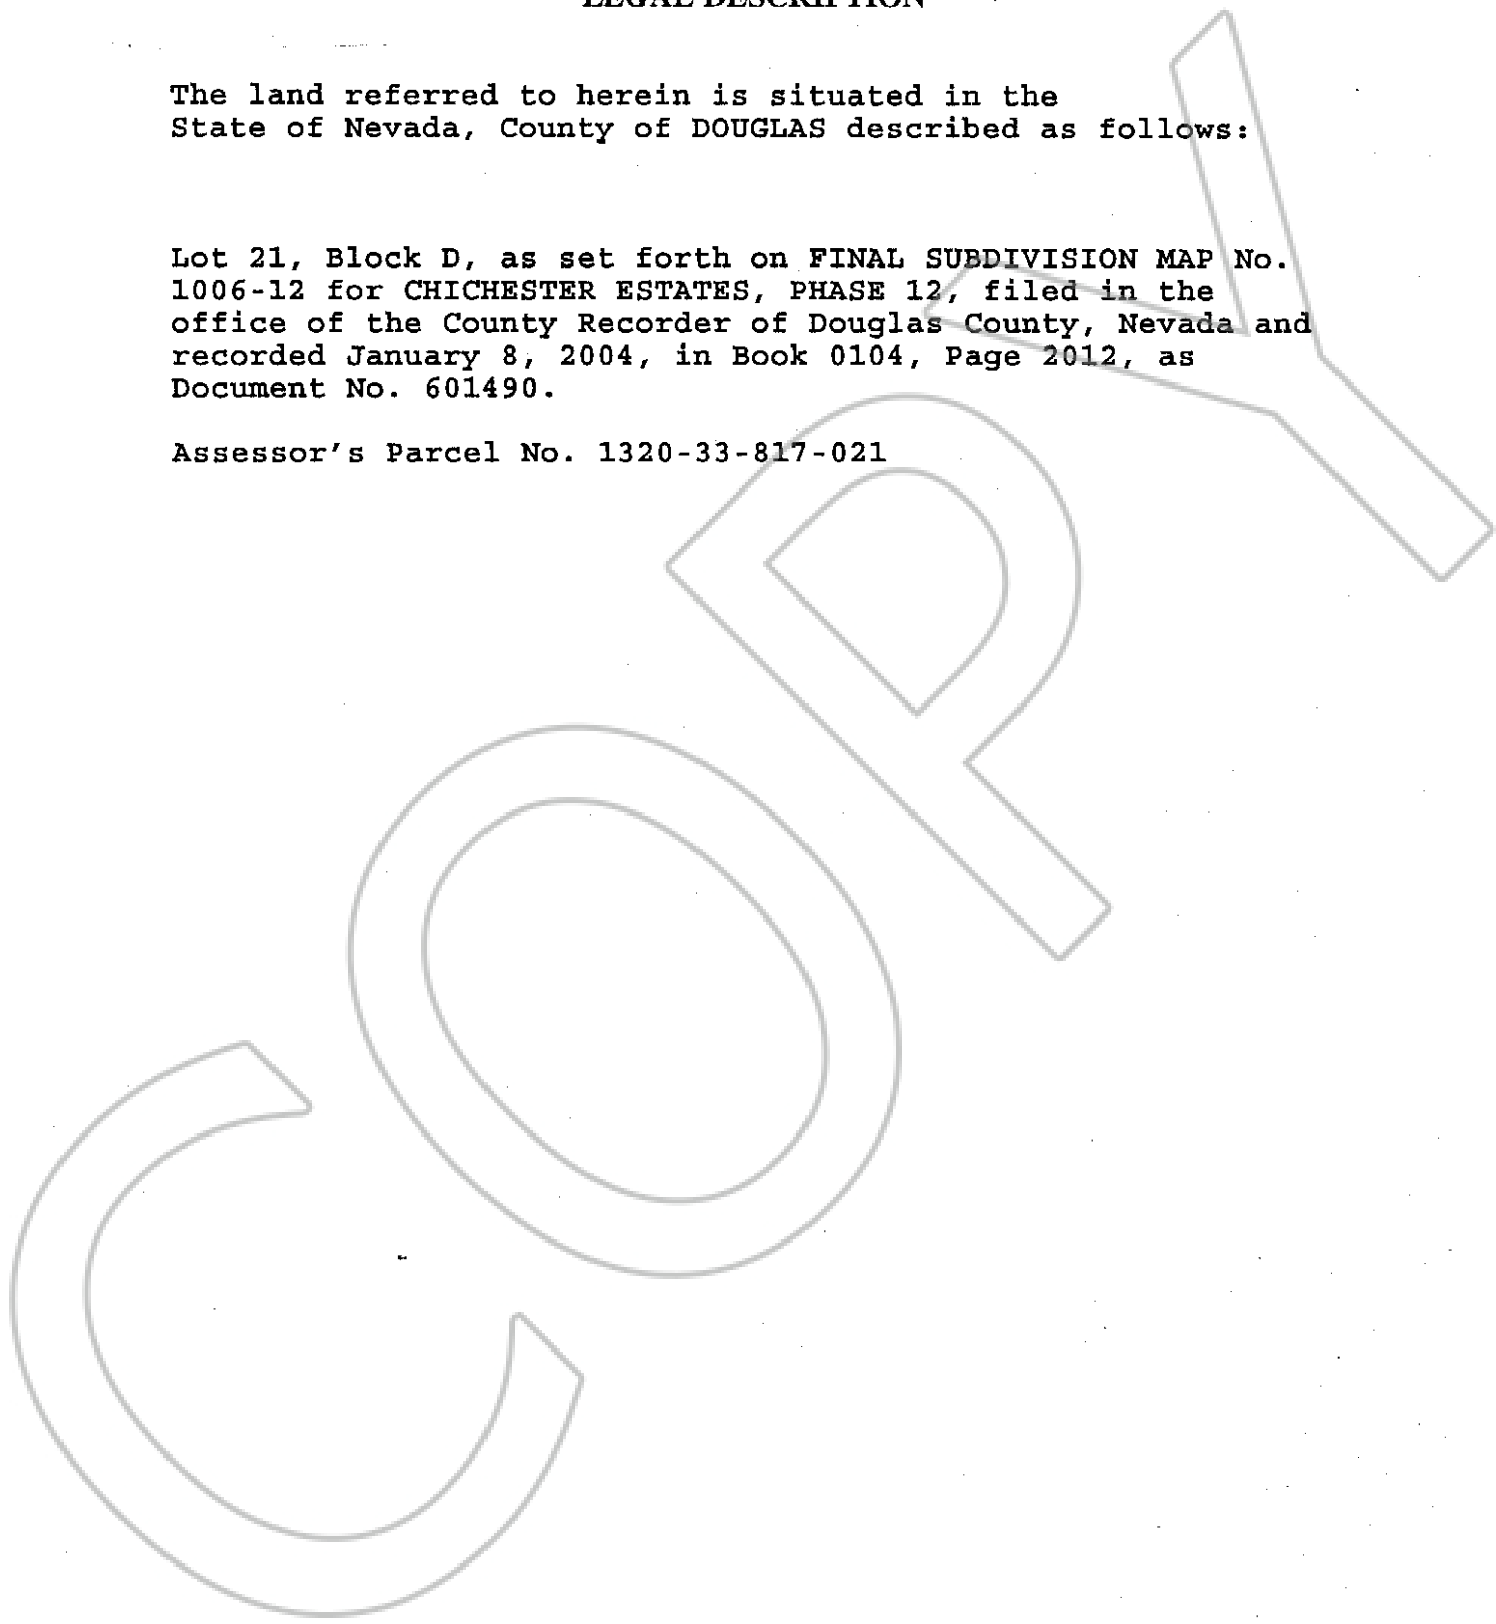 LEGAL DESCRIPTION
The land referred to herein is situated in the
State of Nevada, County of DOUGLAS described as follows:
Lot 21, Block D, as set forth on FINAL SUBDIVISION MAP No.
1006-12 for CHICHESTER ESTATES, PHASE 12, filed in the
office of the County Recorder of Douglas County, Nevada and
recorded January 8, 2004, in Book 0104, Page 2012, as
Document No. 601490.
Assessor's Parcel No. 1320-33-817-021
COPY